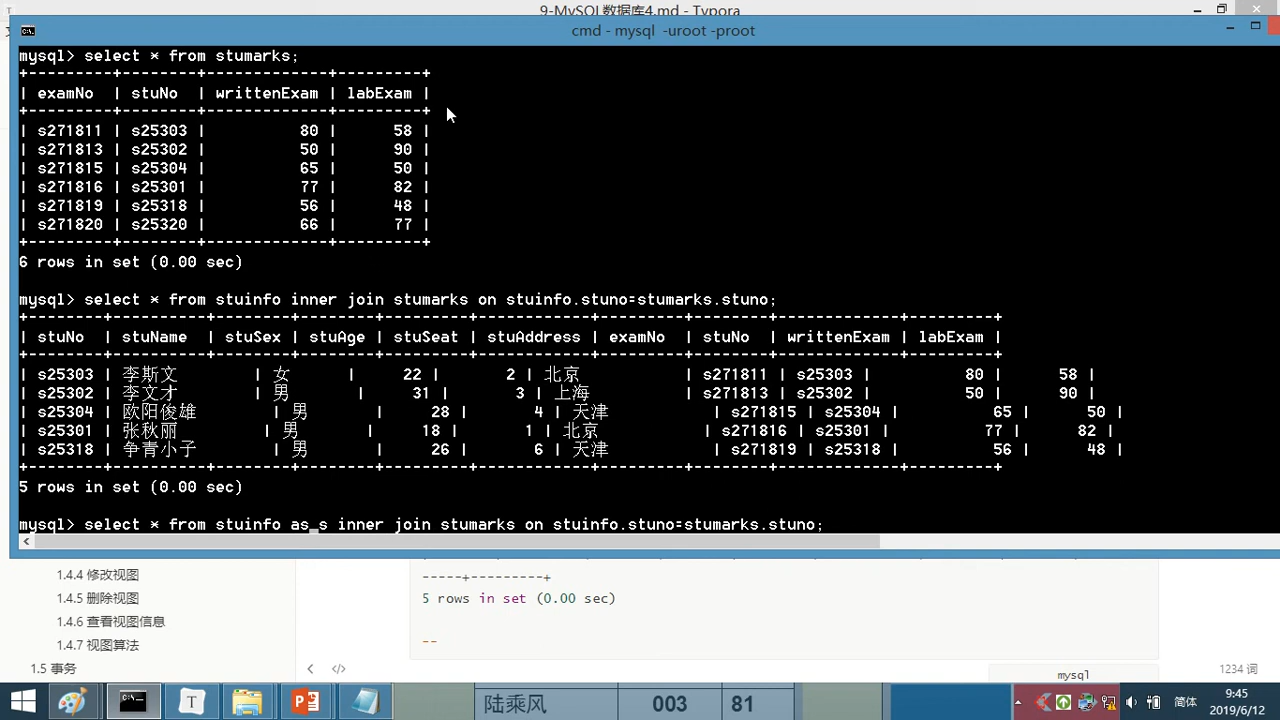 9-MySQL数据库4.md - Typora
cmd - mysql  -uroot -proot
mysql> select * from stumarks;
+---------+--------+-------------+---------+
| examNo  | stuNo  | writtenExam | labExam |
+---------+--------+-------------+---------+
| s271811 | s25303 |          80 |      58 |
| s271813 | s25302 |          50 |      90 |
| s271815 | s25304 |          65 |      50 |
| s271816 | s25301 |          77 |      82 |
| s271819 | s25318 |          56 |      48 |
| s271820 | s25320 |          66 |      77 |
+---------+--------+-------------+---------+
6 rows in set (0.00 sec)
mysql> select * from stuinfo inner join stumarks on stuinfo.stuno=stumarks.stuno;
+--------+----------+--------+--------+---------+------------+---------+--------+-------------+---------+
| stuNo  | stuName  | stuSex | stuAge | stuSeat | stuAddress | examNo  | stuNo  | writtenExam | labExam |
+--------+----------+--------+--------+---------+------------+---------+--------+-------------+---------+
| s25303 | 李斯文 | 女 | 22 | 2 | 北京 | s271811 | s25303 | 80 | 58 |
| s25302 | 李文才 | 男 | 31 | 3 | 上海 | s271813 | s25302 | 50 | 90 |
| s25304 | 欧阳俊雄 | 男 | 28 | 4 | 天津 | s271815 | s25304 | 65 | 50 |
| s25301 | 张秋丽 | 男 | 18 | 1 | 北京 | s271816 | s25301 | 77 | 82 |
| s25318 | 争青小子 | 男 | 26 | 6 | 天津 | s271819 | s25318 | 56 | 48 |
+--------+----------+--------+--------+---------+------------+---------+--------+-------------+---------+
5 rows in set (0.00 sec)
mysql> select * from stuinfo as s inner join stumarks on stuinfo.stuno=stumarks.stuno;
1.4.4 修改视图
-----+---------+
1.4.5 删除视图
5 rows in set (0.00 sec)
1.4.6 查看视图信息
--
1.4.7 视图算法
1.5 事务
</>
mysql
1234 词
陆乘风 003 81
简体
9:45
2019/6/12